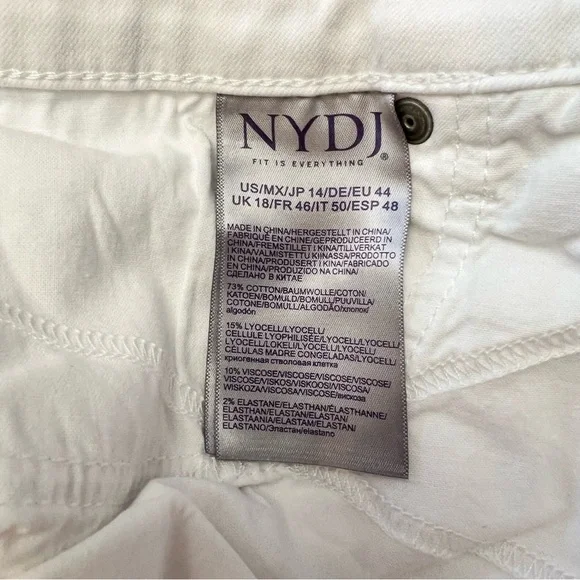 NYDJ®
FIT IS EVERYTHING
US/MX/JP 14/DE/EU 44
UK 18/FR 46/IT 50/ESP 48
MADE IN CHINA/HERGESTELLT IN CHINA/
FABRIQUÉ EN CHINE/GEPRODUCEERD IN
CHINA/FREMSTILLET I KINA/TILLVERKAT
I KINA/VALMISTETTU KIINASSA/PRODOTTO
IN CHINA/PRODUSERT I KINA/FABRICADO
EN CHINA/PRODUZIDO NA CHINA/
СДЕЛАНО В КИТАЕ
73% COTTON/BAUMWOLLE/COTON/
KATOEN/BOMULD/BOMULL/PUUVILLA/
COTONE/BOMULL/ALGODÃO/хлопок/
algodón
15% LYOCELL/LYOCELL/
CELLULE LYOPHILISÉE/LYOCELL/
LYOCELL/LOKELI/LYOCELL/LYOCELL/
CÉLULAS MADRE CONGELADAS/LYOCELL/
криогенная стволовая клетка
10% VISCOSE/VISCOSE/VISCOSE/VISCOSE/
VISCOSE/VISKOS/VISKOOSI/VISCOSA/
WISKOZA/VISCOSA/VISCOSE/вискоза
2% ELASTANE/ELASTHAN/ÉLASTHANNE/
ELASTHAN/ELASTAN/ELASTAN/
ELASTAANIA/ELASTAM/ELASTAN/
ELASTANO/Эластан/elastano